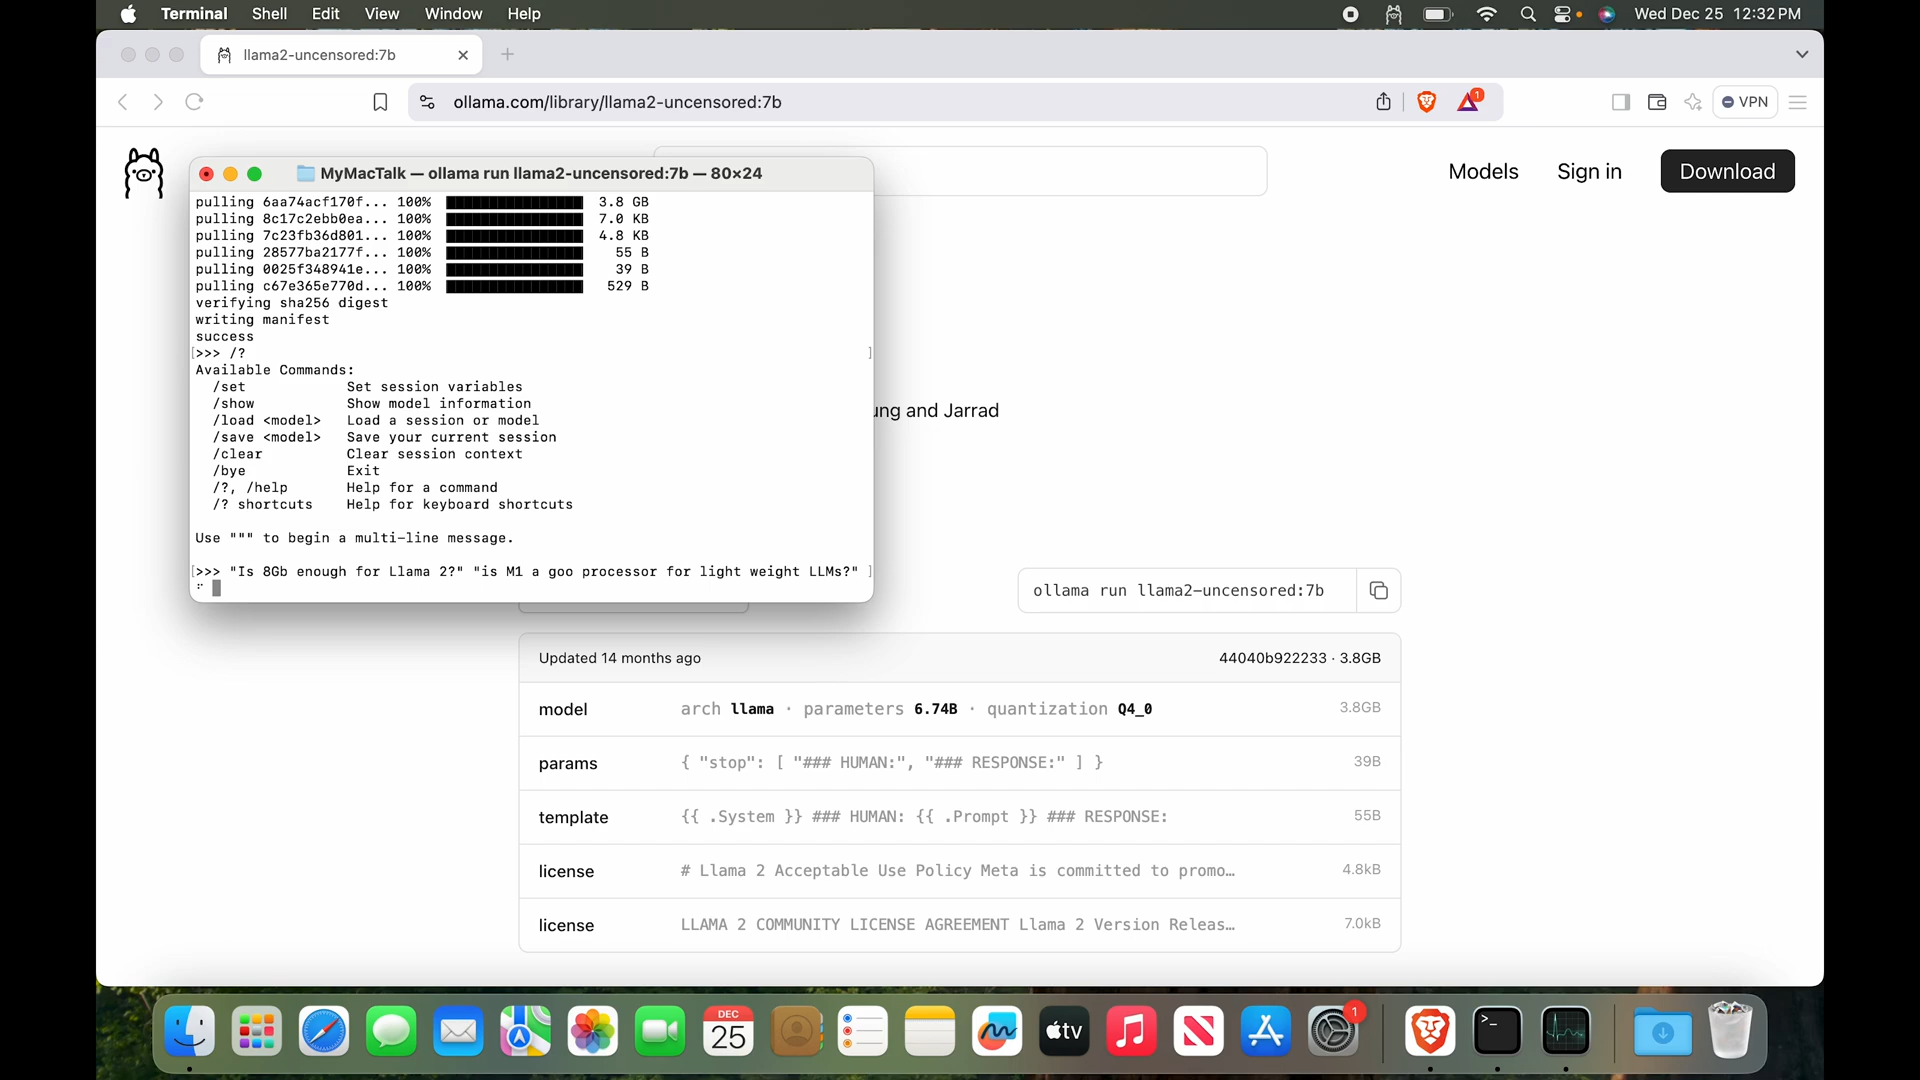 Terminal Shell Edit View Window Help
Wed Dec 25 12:32 PM
llama2-uncensored:7b
ollama.com/library/llama2-uncensored:7b
1
VPN
Models Sign in Download
MyMacTalk — ollama run llama2-uncensored:7b — 80×24
pulling 6aa74acf170f... 100% 3.8 GB
pulling 8c17c2ebb0ea... 100% 7.0 KB
pulling 7c23fb36d801... 100% 4.8 KB
pulling 28577ba2177f... 100% 55 B
pulling 0025f348941e... 100% 39 B
pulling c67e365e770d... 100% 529 B
verifying sha256 digest
writing manifest
success
[>>> /? ]
Available Commands:
/set Set session variables
/show Show model information
/load <model> Load a session or model
/save <model> Save your current session
/clear Clear session context
/bye Exit
/?, /help Help for a command
/? shortcuts Help for keyboard shortcuts
Use """ to begin a multi-line message.
[>>> "Is 8Gb enough for Llama 2?" "is M1 a goo processor for light weight LLMs?" ]
ung and Jarrad
ollama run llama2-uncensored:7b
Updated 14 months ago 44040b922233 · 3.8GB
model arch llama · parameters 6.74B · quantization Q4_0 3.8GB
params { "stop": [ "### HUMAN:", "### RESPONSE:" ] } 39B
template {{ .System }} ### HUMAN: {{ .Prompt }} ### RESPONSE: 55B
license # Llama 2 Acceptable Use Policy Meta is committed to promo… 4.8kB
license LLAMA 2 COMMUNITY LICENSE AGREEMENT Llama 2 Version Releas… 7.0kB
DEC
25
tv
1
>_